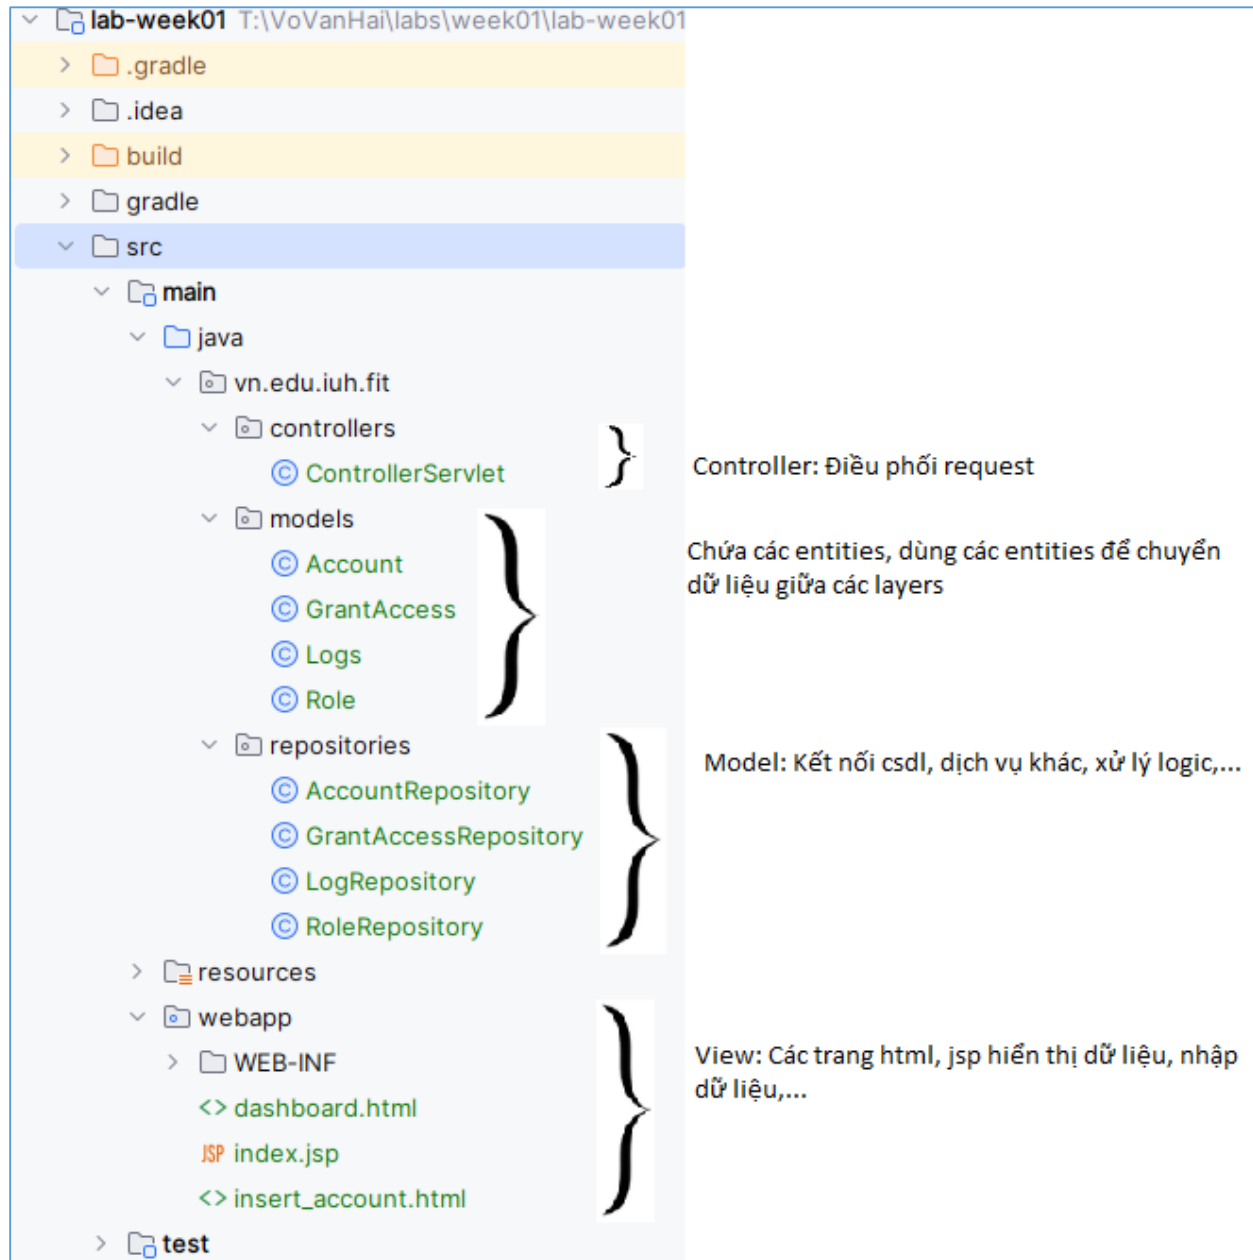 lab-week01 T:\VoVanHai\labs\week01\lab-week01
.gradle
.idea
build
gradle
src
main
java
vn.edu.iuh.fit
controllers
ControllerServlet
Controller: Điều phối request
models
Account
Chứa các entities, dùng các entities để chuyển
dữ liệu giữa các layers
GrantAccess
Logs
Role
repositories
Model: Kết nối csdl, dịch vụ khác, xử lý logic,...
AccountRepository
GrantAccessRepository
LogRepository
RoleRepository
resources
webapp
View: Các trang html, jsp hiển thị dữ liệu, nhập
dữ liệu,...
WEB-INF
<> dashboard.html
JSP index.jsp
<> insert_account.html
test